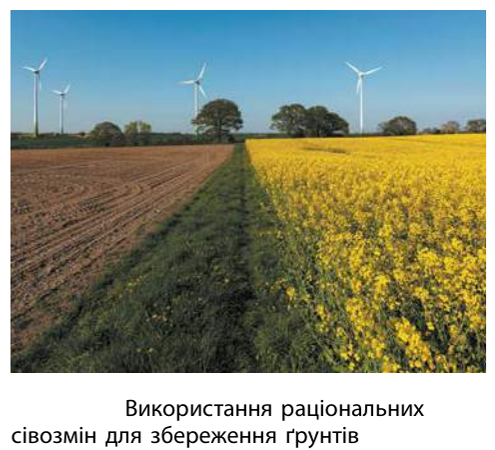 Використання раціональних
сівозмін для збереження ґрунтів